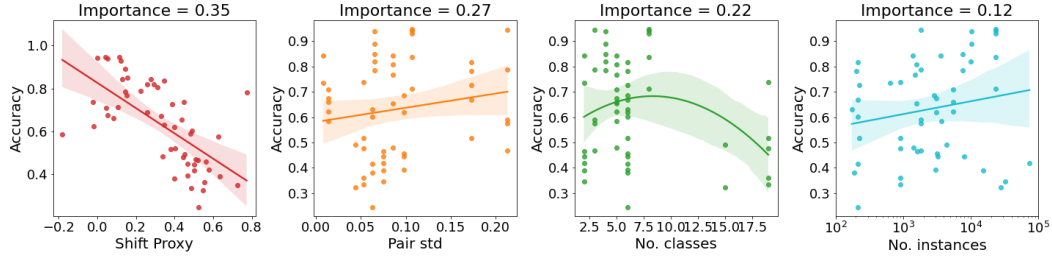 Importance = 0.35
Accuracy
1.0
0.8
0.6
0.4
−0.2 0.0 0.2 0.4 0.6 0.8
Shift Proxy
Importance = 0.27
Accuracy
0.9
0.8
0.7
0.6
0.5
0.4
0.3
0.00 0.05 0.10 0.15 0.20
Pair std
Importance = 0.22
Accuracy
0.9
0.8
0.7
0.6
0.5
0.4
0.3
2.5 5.0 7.5 10.0 12.5 15.0 17.5
No. classes
Importance = 0.12
Accuracy
0.9
0.8
0.7
0.6
0.5
0.4
0.3
10² 10³ 10⁴ 10⁵
No. instances